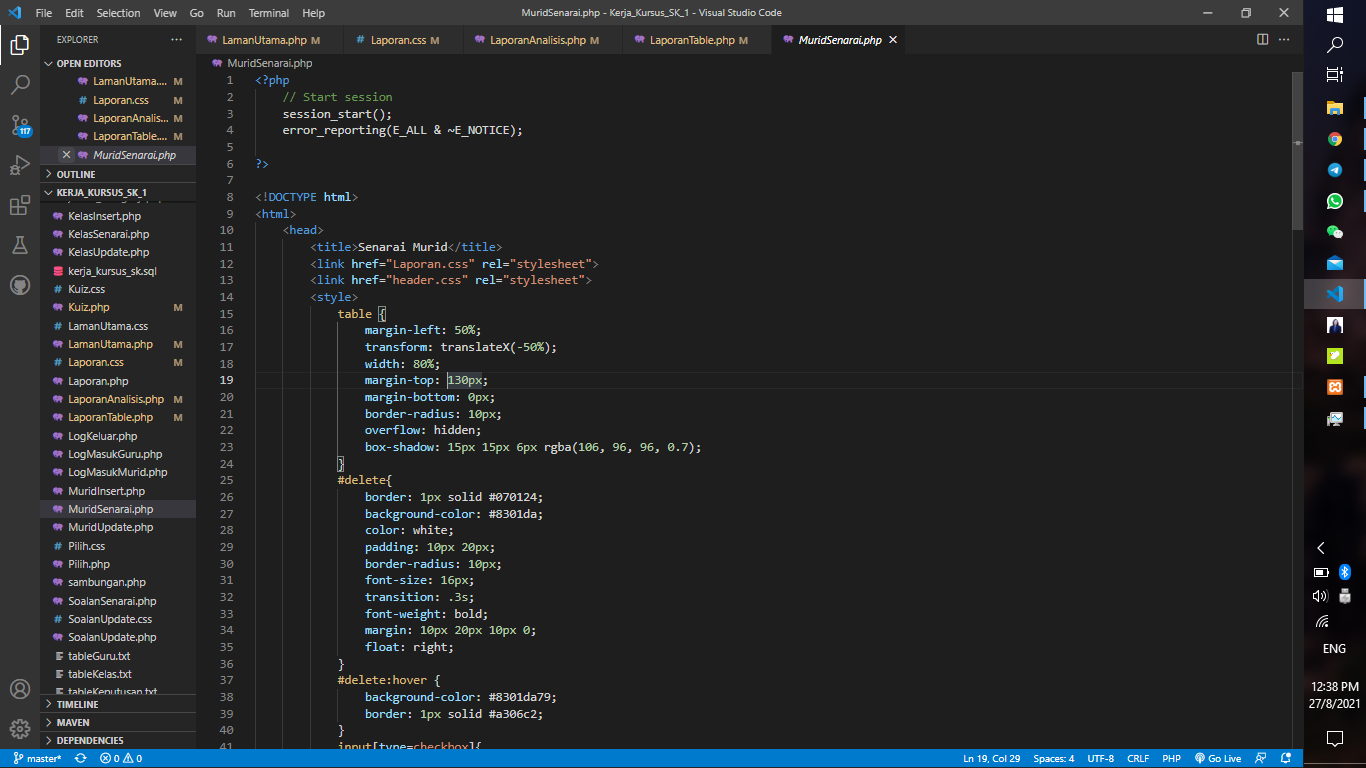 File Edit Selection View Go Run Terminal Help
MuridSenarai.php - Kerja_Kursus_SK_1 - Visual Studio Code
EXPLORER
OPEN EDITORS
LamanUtama.... M
Laporan.css M
LaporanAnalis... M
LaporanTable.... M
MuridSenarai.php
OUTLINE
KERJA_KURSUS_SK_1
KelasInsert.php
KelasSenarai.php
KelasUpdate.php
kerja_kursus_sk.sql
Kuiz.css
Kuiz.php M
LamanUtama.css
LamanUtama.php M
Laporan.css M
Laporan.php
LaporanAnalisis.php M
LaporanTable.php M
LogKeluar.php
LogMasukGuru.php
LogMasukMurid.php
MuridInsert.php
MuridSenarai.php
MuridUpdate.php
Pilih.css
Pilih.php
sambungan.php
SoalanSenarai.php
SoalanUpdate.css
SoalanUpdate.php
tableGuru.txt
tableKelas.txt
tableKeputusan.txt
TIMELINE
MAVEN
DEPENDENCIES
117
LamanUtama.php M
Laporan.css M
LaporanAnalisis.php M
LaporanTable.php M
MuridSenarai.php
MuridSenarai.php
1 <?php
2 // Start session
3 session_start();
4 error_reporting(E_ALL & ~E_NOTICE);
5
6 ?>
7
8 <!DOCTYPE html>
9 <html>
10 <head>
11 <title>Senarai Murid</title>
12 <link href="Laporan.css" rel="stylesheet">
13 <link href="header.css" rel="stylesheet">
14 <style>
15 table {
16 margin-left: 50%;
17 transform: translateX(-50%);
18 width: 80%;
19 margin-top: 130px;
20 margin-bottom: 0px;
21 border-radius: 10px;
22 overflow: hidden;
23 box-shadow: 15px 15px 6px rgba(106, 96, 96, 0.7);
24 }
25 #delete{
26 border: 1px solid #070124;
27 background-color: #8301da;
28 color: white;
29 padding: 10px 20px;
30 border-radius: 10px;
31 font-size: 16px;
32 transition: .3s;
33 font-weight: bold;
34 margin: 10px 20px 10px 0;
35 float: right;
36 }
37 #delete:hover {
38 background-color: #8301da79;
39 border: 1px solid #a306c2;
40 }
41 input[type=checkbox]{
master* 0 0
Ln 19, Col 29 Spaces: 4 UTF-8 CRLF PHP Go Live
ENG
12:38 PM
27/8/2021